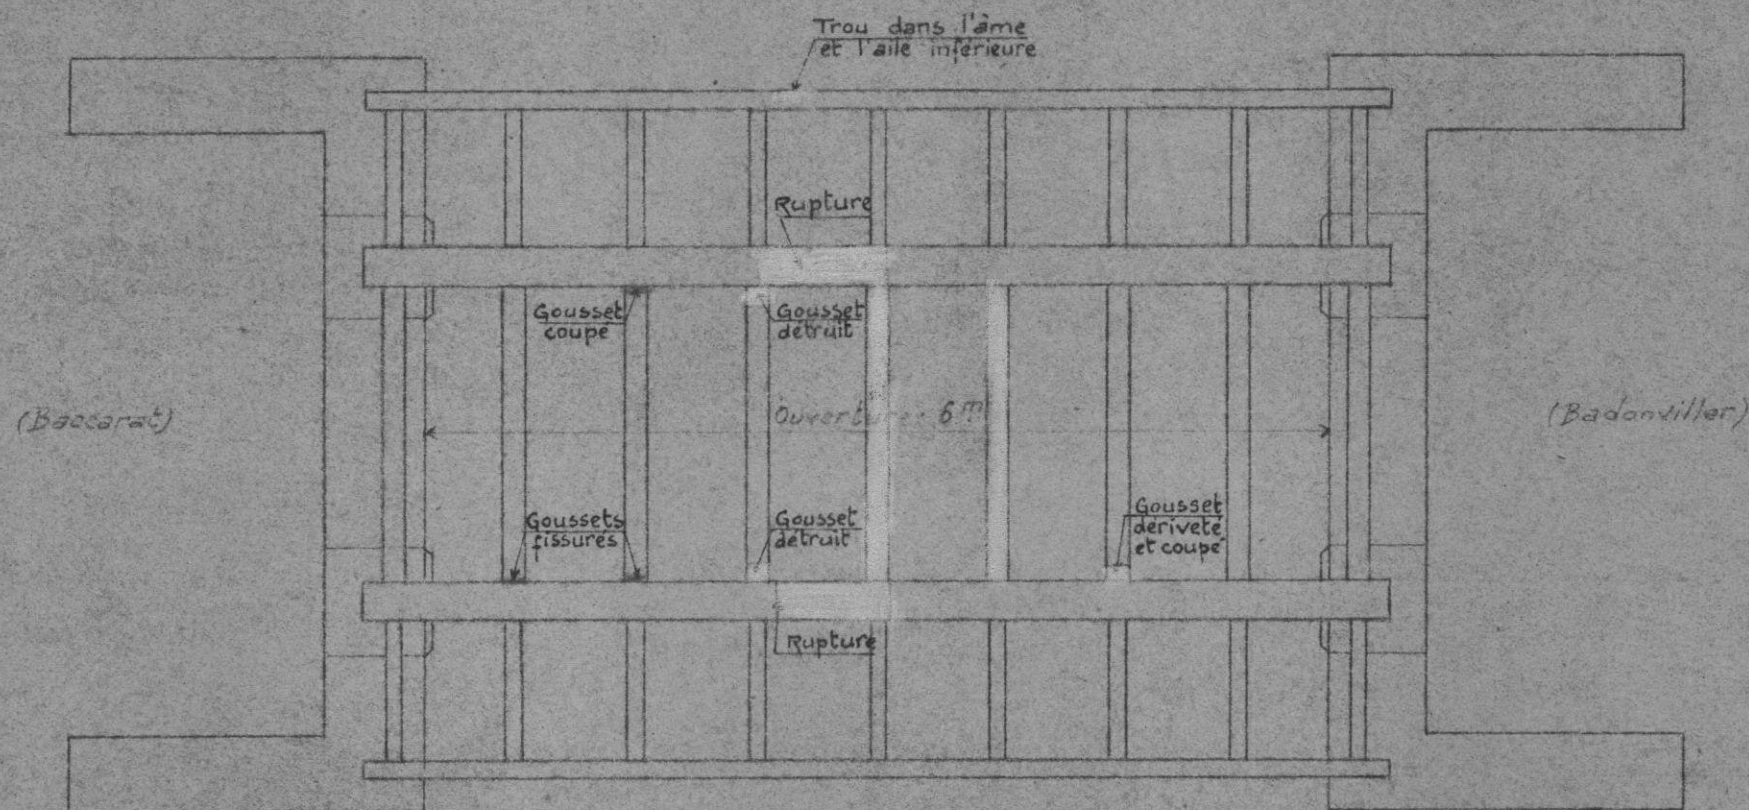 Trou dans l'âme
et l'aile inférieure
Rupture
Gousset
coupé
Gousset
détruit
(Baccarat)
Ouverture: 6m
(Badonviller)
Goussets
fissurés
Gousset
détruit
Gousset
dériveté
et coupé
Rupture